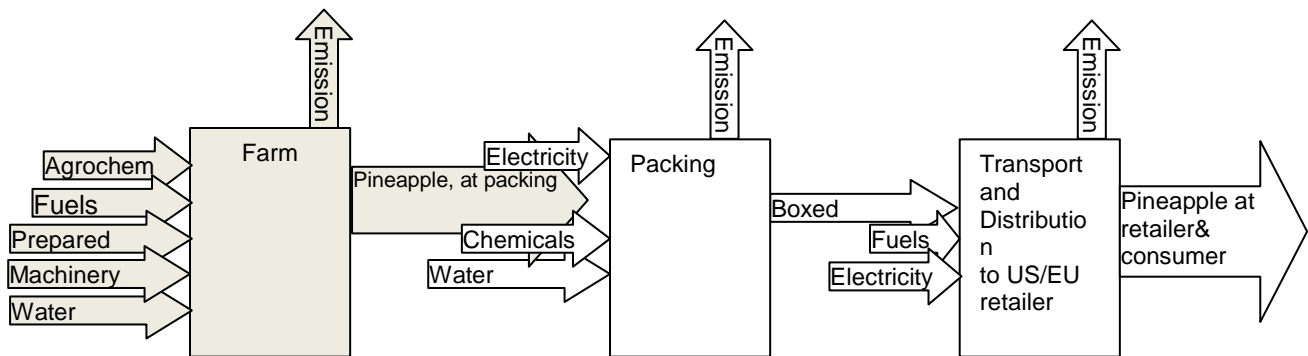 Emission
Emission
Emission
Farm
Agrochem
Fuels
Prepared
Machinery
Water
Pineapple, at packing
Electricity
Chemicals
Water
Packing
Boxed
Fuels
Electricity
Transport
and
Distributio
n
to US/EU
retailer
Pineapple at
retailer&
consumer